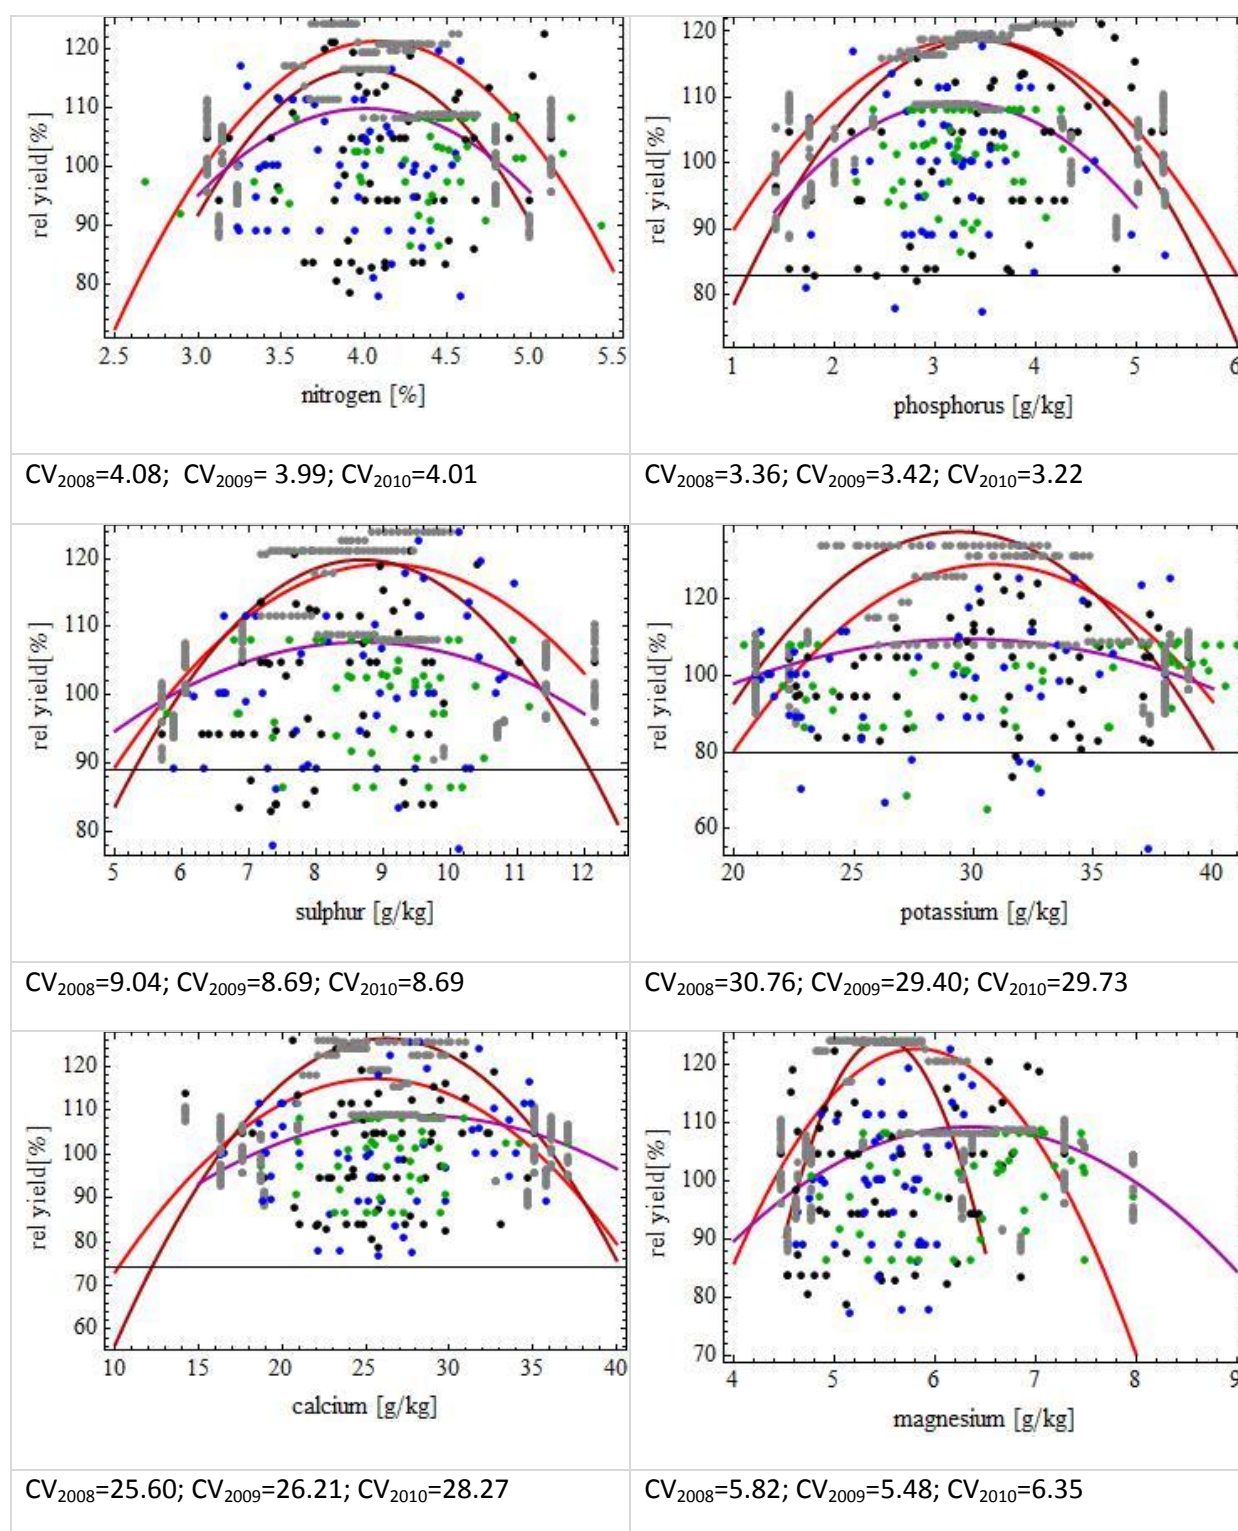 120
110
100
90
80
rel yield[%]
2.5 3.0 3.5 4.0 4.5 5.0 5.5
nitrogen [%]
120
110
100
90
80
rel yield[%]
1 2 3 4 5 6
phosphorus [g/kg]
CV2008=4.08; CV2009= 3.99; CV2010=4.01
CV2008=3.36; CV2009=3.42; CV2010=3.22
120
110
100
90
80
rel yield[%]
5 6 7 8 9 10 11 12
sulphur [g/kg]
120
100
80
60
rel yield[%]
20 25 30 35 40
potassium [g/kg]
CV2008=9.04; CV2009=8.69; CV2010=8.69
CV2008=30.76; CV2009=29.40; CV2010=29.73
120
110
100
90
80
70
60
rel yield[%]
10 15 20 25 30 35 40
calcium [g/kg]
120
110
100
90
80
70
rel yield[%]
4 5 6 7 8 9
magnesium [g/kg]
CV2008=25.60; CV2009=26.21; CV2010=28.27
CV2008=5.82; CV2009=5.48; CV2010=6.35